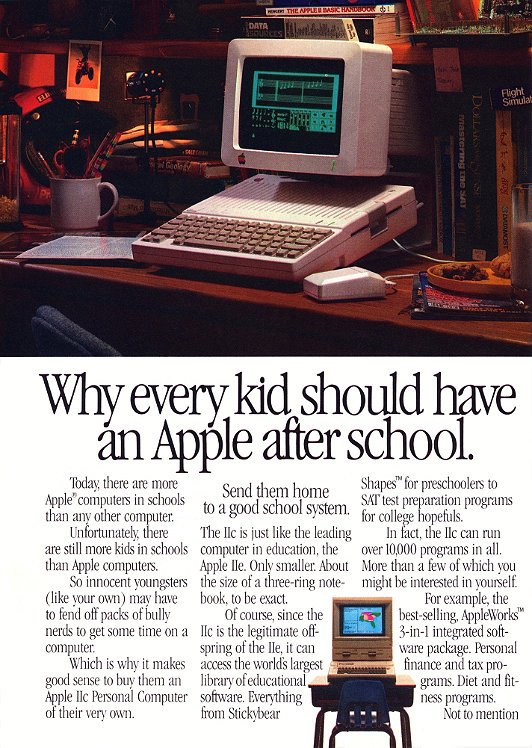 HINCKLEY THE APPLE II BASIC HANDBOOK
DATA
SOURCES
Flight
Simulat
Geology
mastering the SAT
Why every kid should have
an Apple after school.
Today, there are more
Apple® computers in schools
than any other computer.
Unfortunately, there
are still more kids in schools
than Apple computers.
So innocent youngsters
(like your own) may have
to fend off packs of bully
nerds to get some time on a
computer.
Which is why it makes
good sense to buy them an
Apple IIc Personal Computer
of their very own.
Send them home
to a good school system.
The IIc is just like the leading
computer in education, the
Apple IIe. Only smaller. About
the size of a three-ring note-
book, to be exact.
Of course, since the
IIc is the legitimate off-
spring of the IIe, it can
access the world's largest
library of educational
software. Everything
from Stickybear
Shapes™ for preschoolers to
SAT test preparation programs
for college hopefuls.
In fact, the IIc can run
over 10,000 programs in all.
More than a few of which you
might be interested in yourself.
For example, the
best-selling, AppleWorks™
3-in-1 integrated soft-
ware package. Personal
finance and tax pro-
grams. Diet and fit-
ness programs.
Not to mention